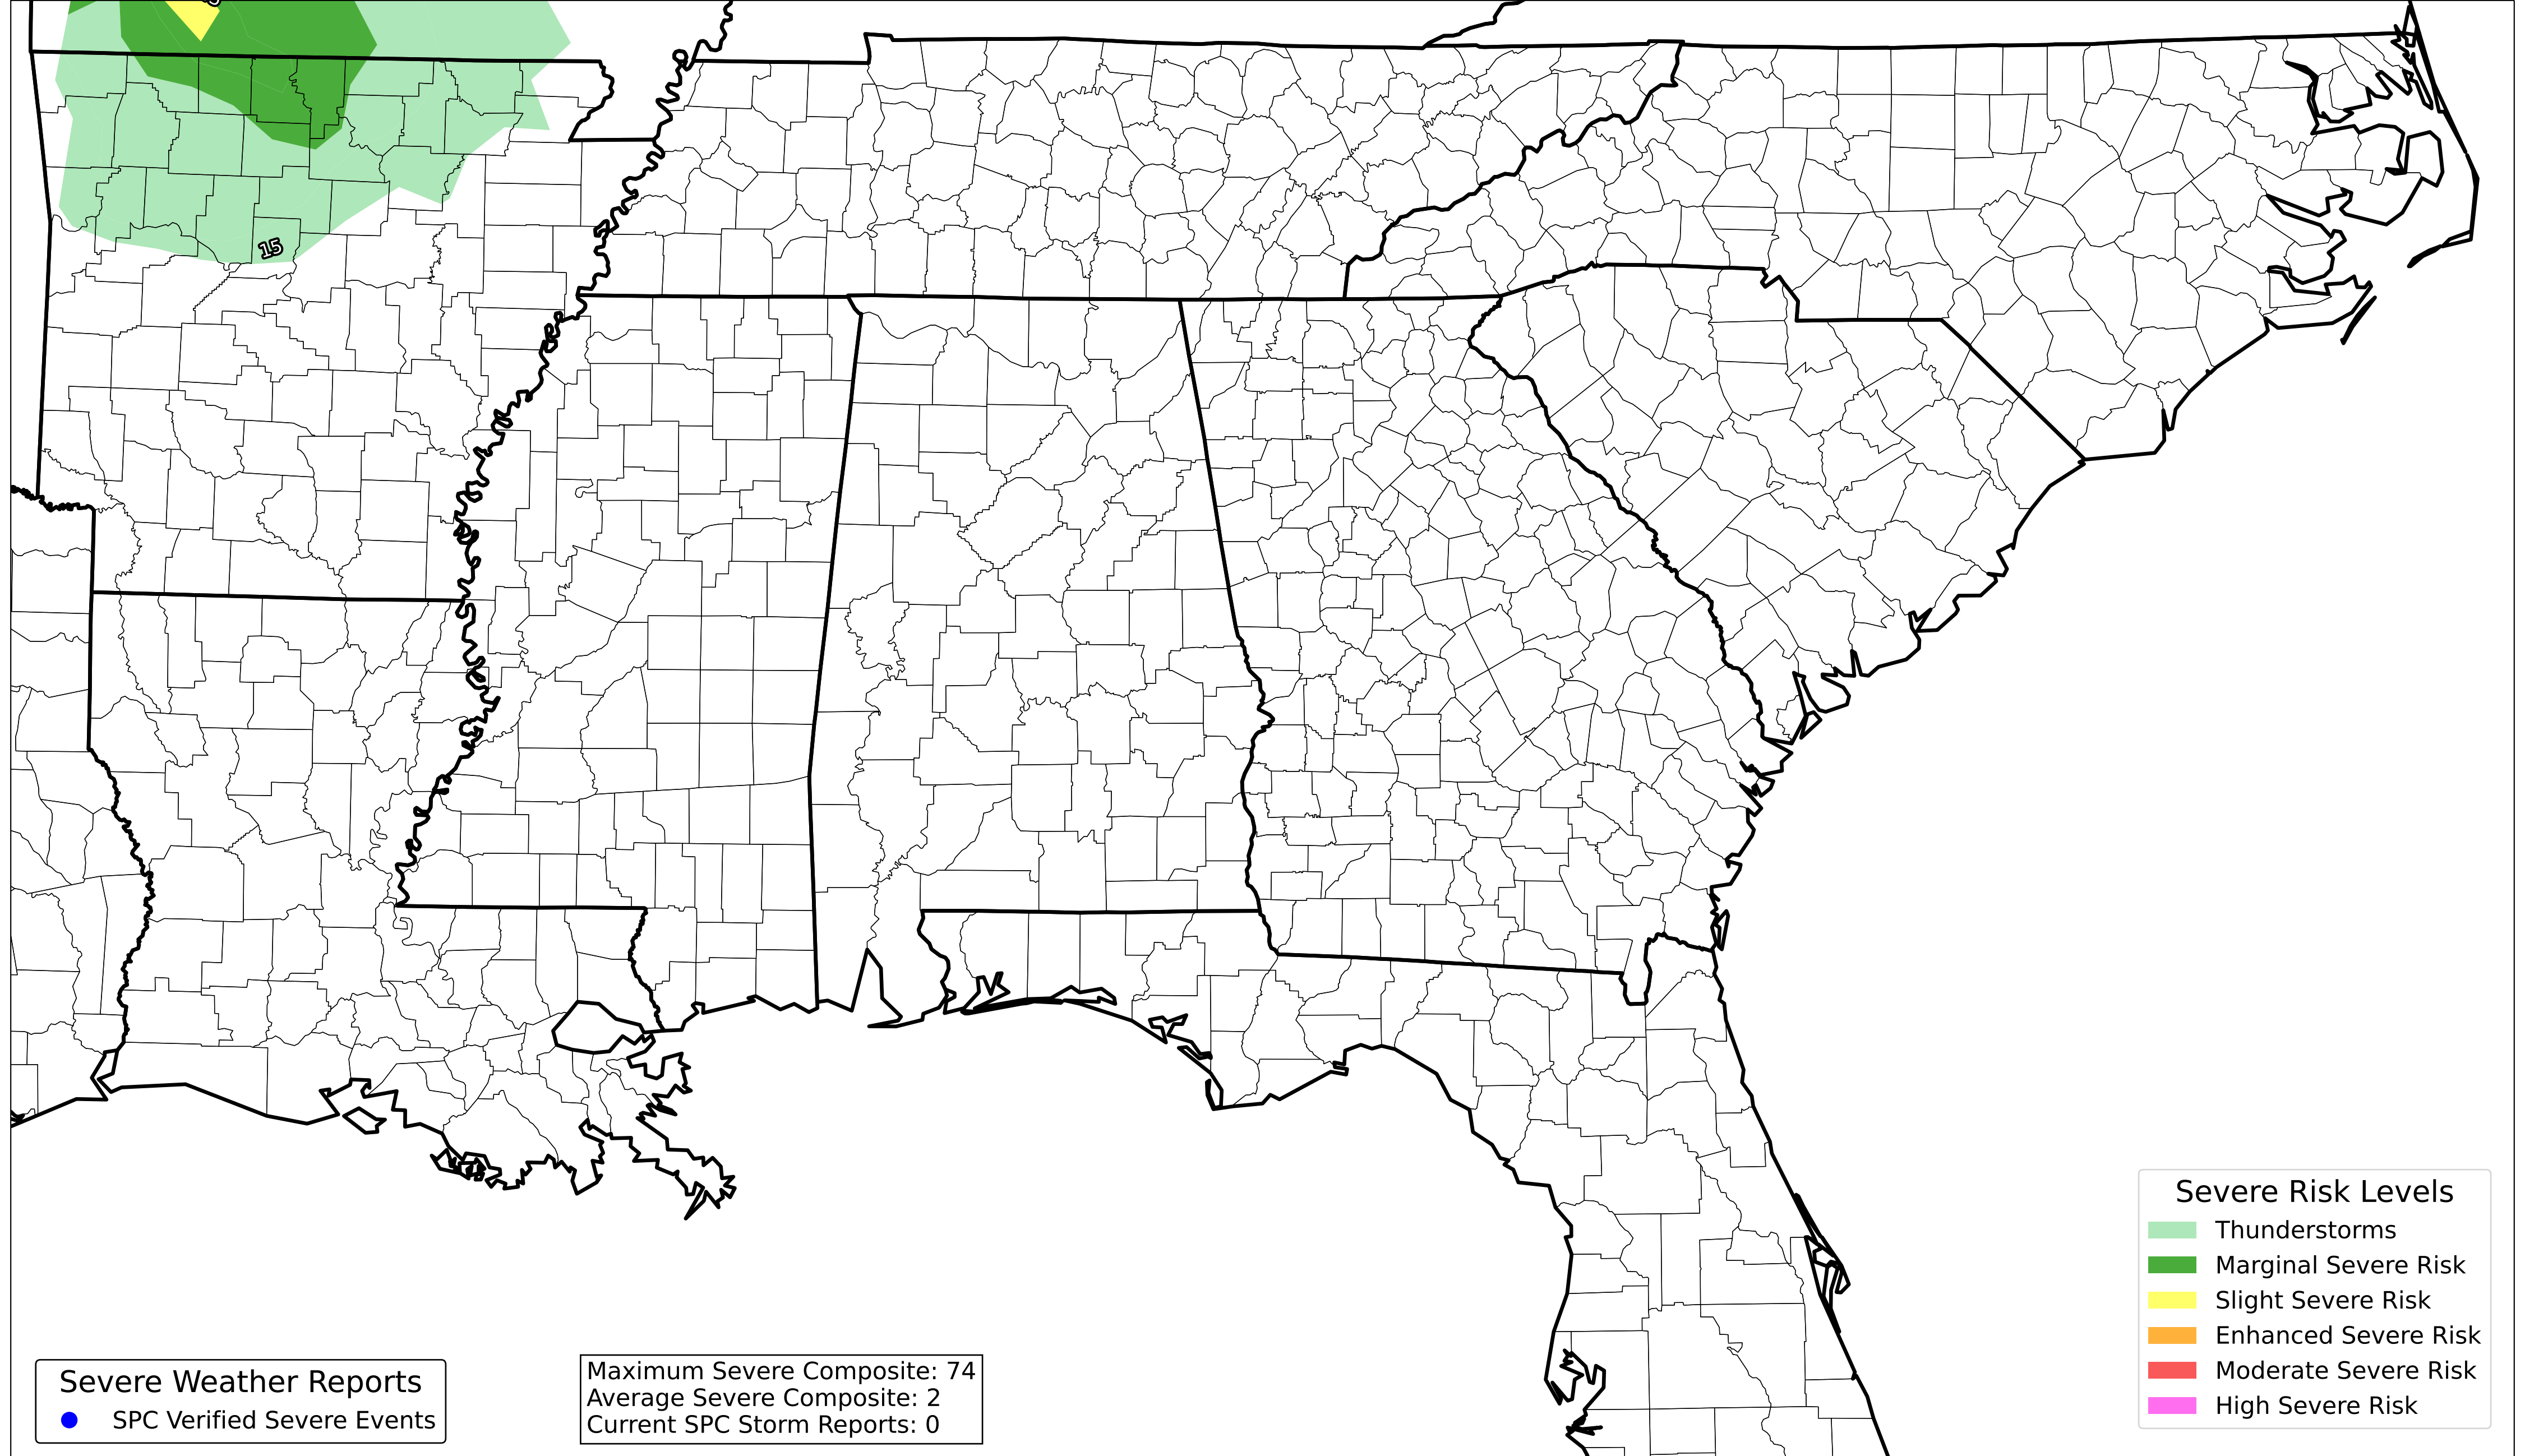 15
Severe Weather Reports
SPC Verified Severe Events
Maximum Severe Composite: 74
Average Severe Composite: 2
Current SPC Storm Reports: 0
Severe Risk Levels
Thunderstorms
Marginal Severe Risk
Slight Severe Risk
Enhanced Severe Risk
Moderate Severe Risk
High Severe Risk